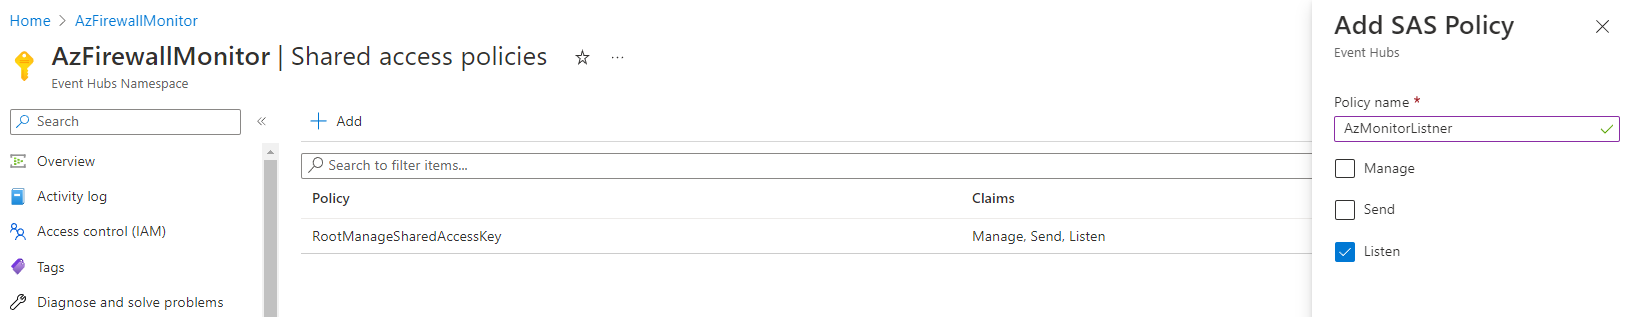 Home > AzFirewallMonitor
AzFirewallMonitor | Shared access policies
Event Hubs Namespace
Search
Overview
Activity log
Access control (IAM)
Tags
Diagnose and solve problems
Add
Search to filter items...
Policy Claims
RootManageSharedAccessKey Manage, Send, Listen
Add SAS Policy
Event Hubs
Policy name *
AzMonitorListner
Manage
Send
Listen